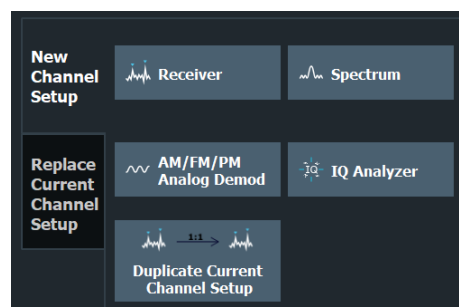 New
Channel
Setup
Receiver
Spectrum
Replace
Current
Channel
Setup
AM/FM/PM
Analog Demod
IQ
IQ Analyzer
1:1
Duplicate Current
Channel Setup